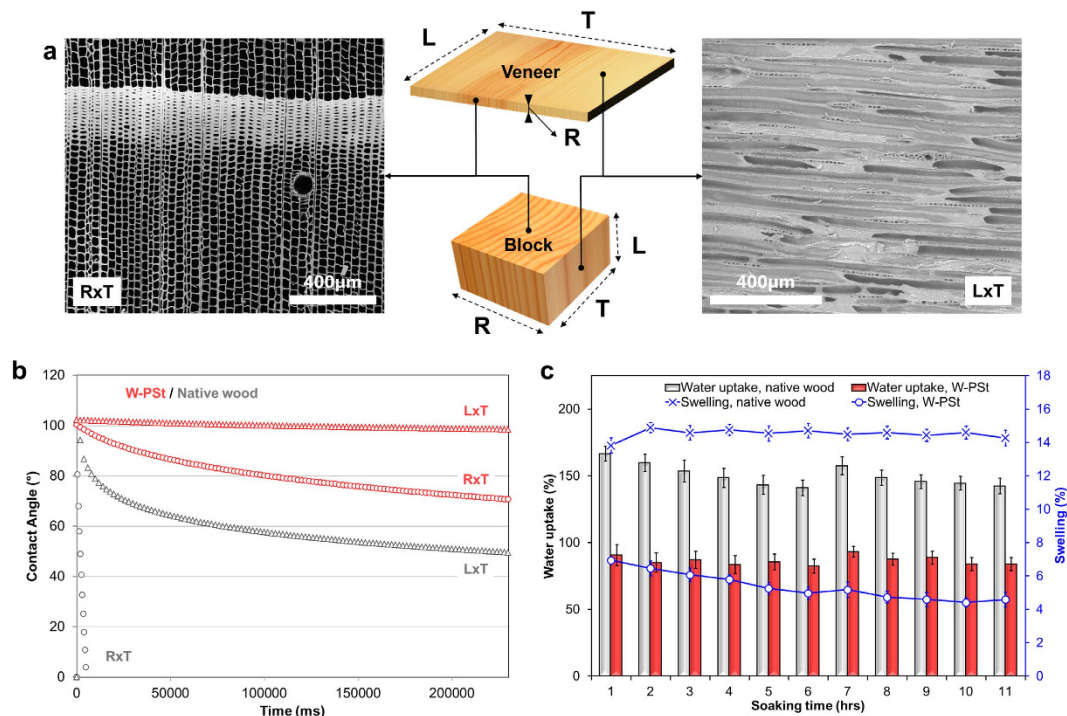 a
RxT
400μm
L
T
Veneer
R
Block
L
T
R
400μm
LxT
b
W-PSt / Native wood
LxT
RxT
LxT
RxT
Contact Angle (°)
120
100
80
60
40
20
0
0
50000
100000
150000
200000
Time (ms)
c
Water uptake, native wood
Water uptake, W-PSt
Swelling, native wood
Swelling, W-PSt
Water uptake (%)
200
150
100
50
0
18
16
14
12
10
8
6
4
2
0
Swelling (%)
1 2 3 4 5 6 7 8 9 10 11
Soaking time (hrs)